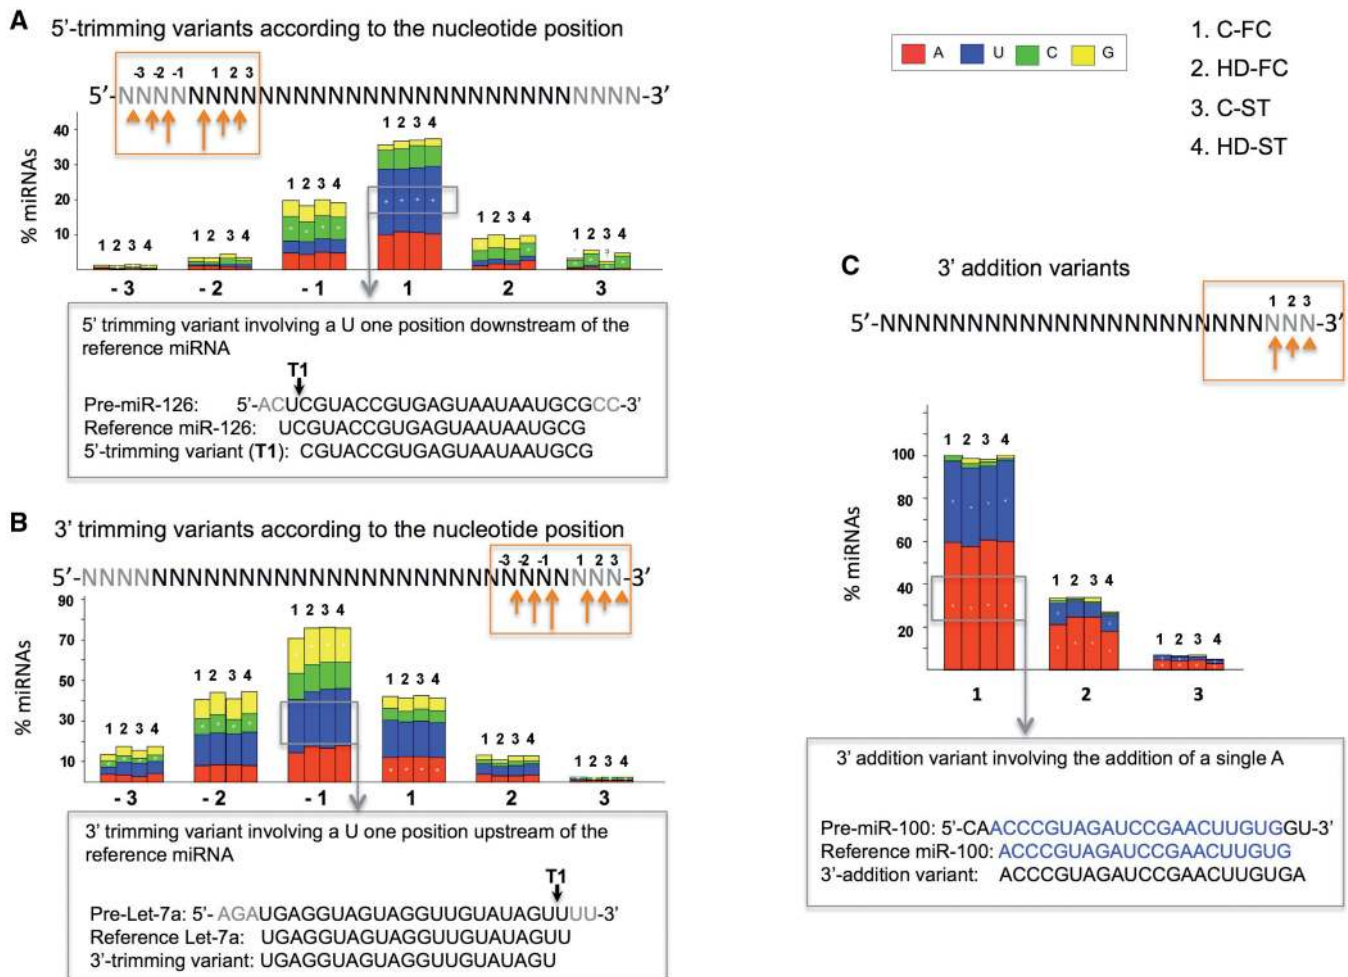 A
5’-trimming variants according to the nucleotide position
A U C G
1. C-FC
2. HD-FC
3. C-ST
4. HD-ST
-3 -2 -1 1 2 3
5’-NNNNNNNNNNNNNNNNNNNNNNNNNNNNNN-3’
% miRNAs
40
30
20
10
1 2 3 4
1 2 3 4
1 2 3 4
1 2 3 4
1 2 3 4
1 2 3 4
- 3 - 2 - 1 1 2 3
5’ trimming variant involving a U one position downstream of the
reference miRNA
T1
Pre-miR-126: 5’-ACUCGUACCGUGAGUAAUAAUGCGCC-3’
Reference miR-126: UCGUACCGUGAGUAAUAAUGCG
5’-trimming variant (T1): CGUACCGUGAGUAAUAAUGCG
B
3’ trimming variants according to the nucleotide position
-3 -2 -1 1 2 3
5’-NNNNNNNNNNNNNNNNNNNNNNNNNNNNNNN-3’
% miRNAs
90
70
50
30
10
1 2 3 4
1 2 3 4
1 2 3 4
1 2 3 4
1 2 3 4
1 2 3 4
- 3 - 2 - 1 1 2 3
3’ trimming variant involving a U one position upstream of the
reference miRNA
T1
Pre-Let-7a: 5’- AGAUGAGGUAGUAGGUUGUAUAGUUUU-3’
Reference Let-7a: UGAGGUAGUAGGUUGUAUAGUU
3’-trimming variant: UGAGGUAGUAGGUUGUAUAGU
C
3’ addition variants
1 2 3
5’-NNNNNNNNNNNNNNNNNNNNNNNNN-3’
% miRNAs
100
80
60
40
20
1 2 3 4
1 2 3 4
1 2 3 4
1 2 3
3’ addition variant involving the addition of a single A
Pre-miR-100: 5’-CAACCCGUAGAUCCGAACUUGUGGU-3’
Reference miR-100: ACCCGUAGAUCCGAACUUGUG
3’-addition variant: ACCCGUAGAUCCGAACUUGUGA